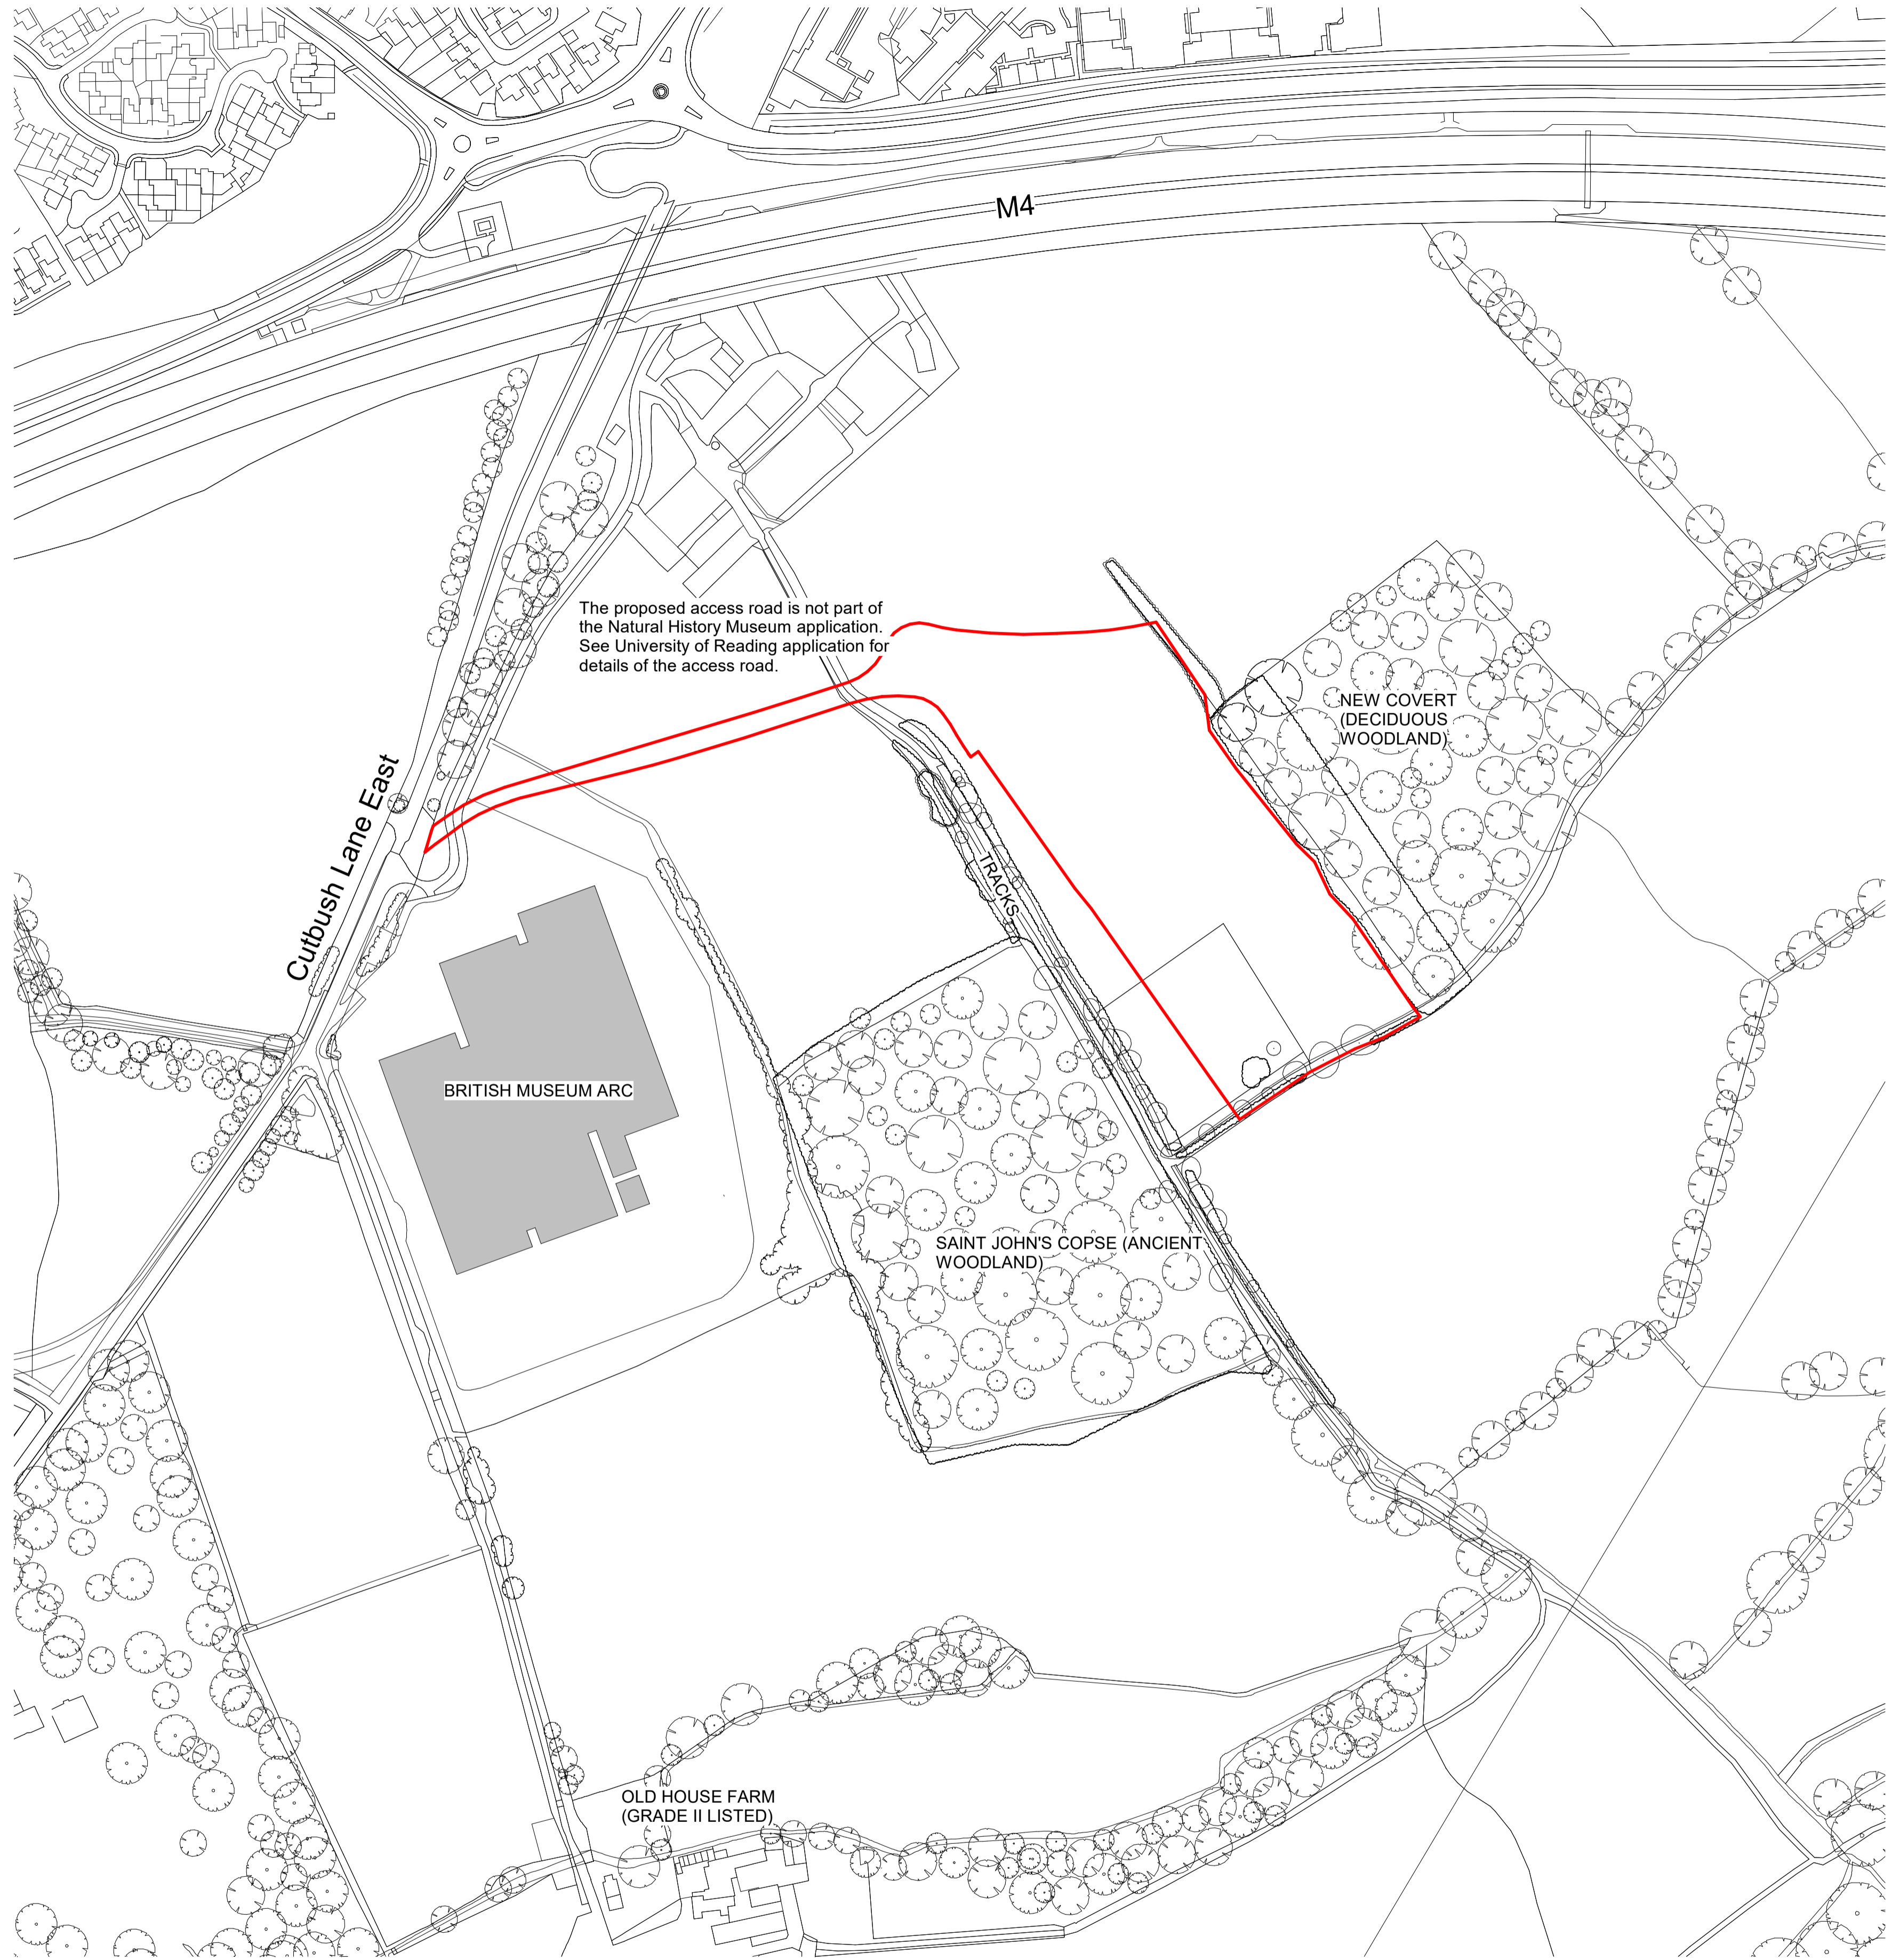 M4
The proposed access road is not part of
the Natural History Museum application.
See University of Reading application for
details of the access road.
NEW COVERT
(DECIDUOUS
WOODLAND)
Cutbush Lane East
TRACKS
BRITISH MUSEUM ARC
SAINT JOHN'S COPSE (ANCIENT
WOODLAND)
OLD HOUSE FARM
(GRADE II LISTED)